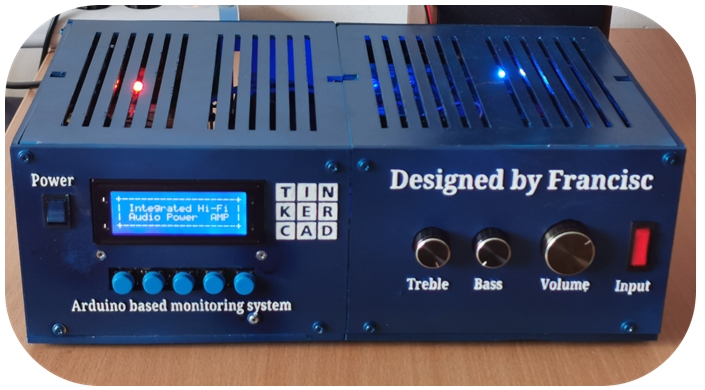 Power
Integrated Hi-Fi
Audio Power AMP
TIN
KER
CAD
Arduino based monitoring system
Designed by Francisc
Treble
Bass
Volume
Input